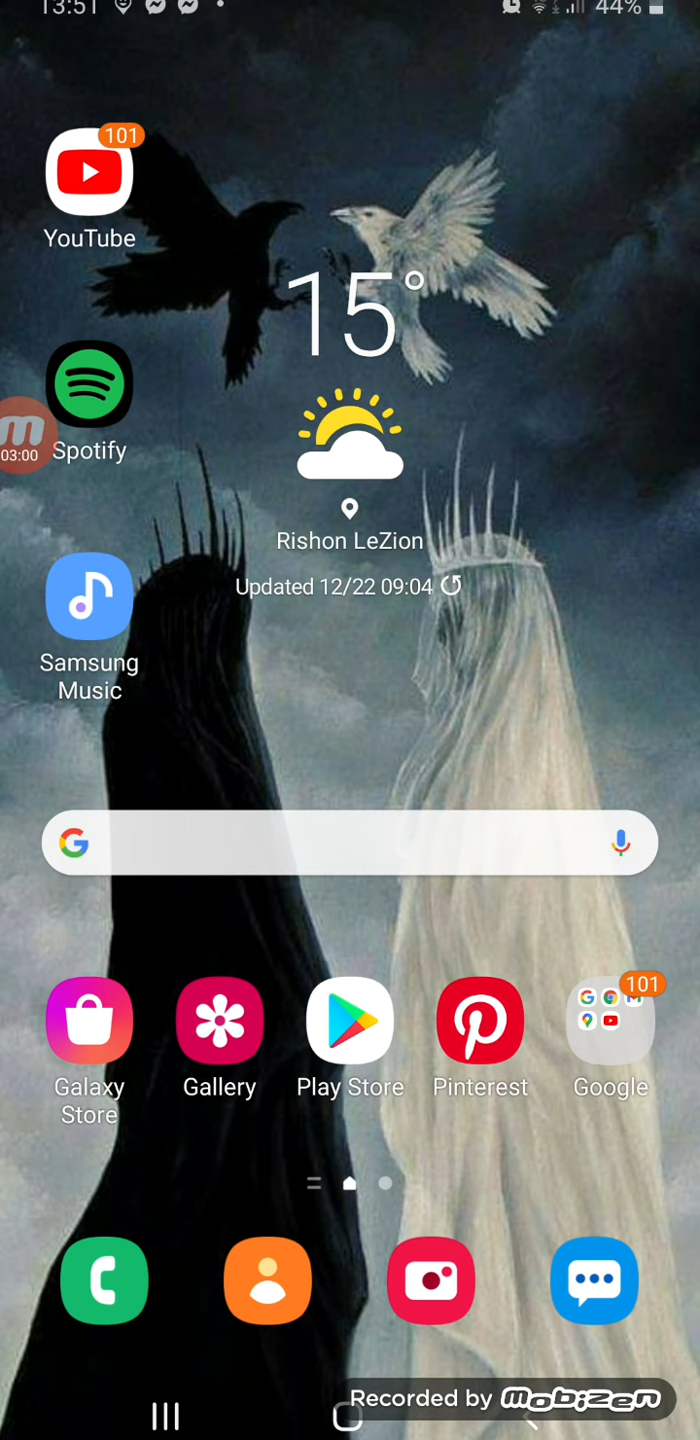 13:51
44%
101
YouTube
15°
Spotify
03:00
Rishon LeZion
Updated 12/22 09:04
Samsung
Music
G
101
Galaxy
Store
Gallery
Play Store
Pinterest
Google
Recorded by mobizen